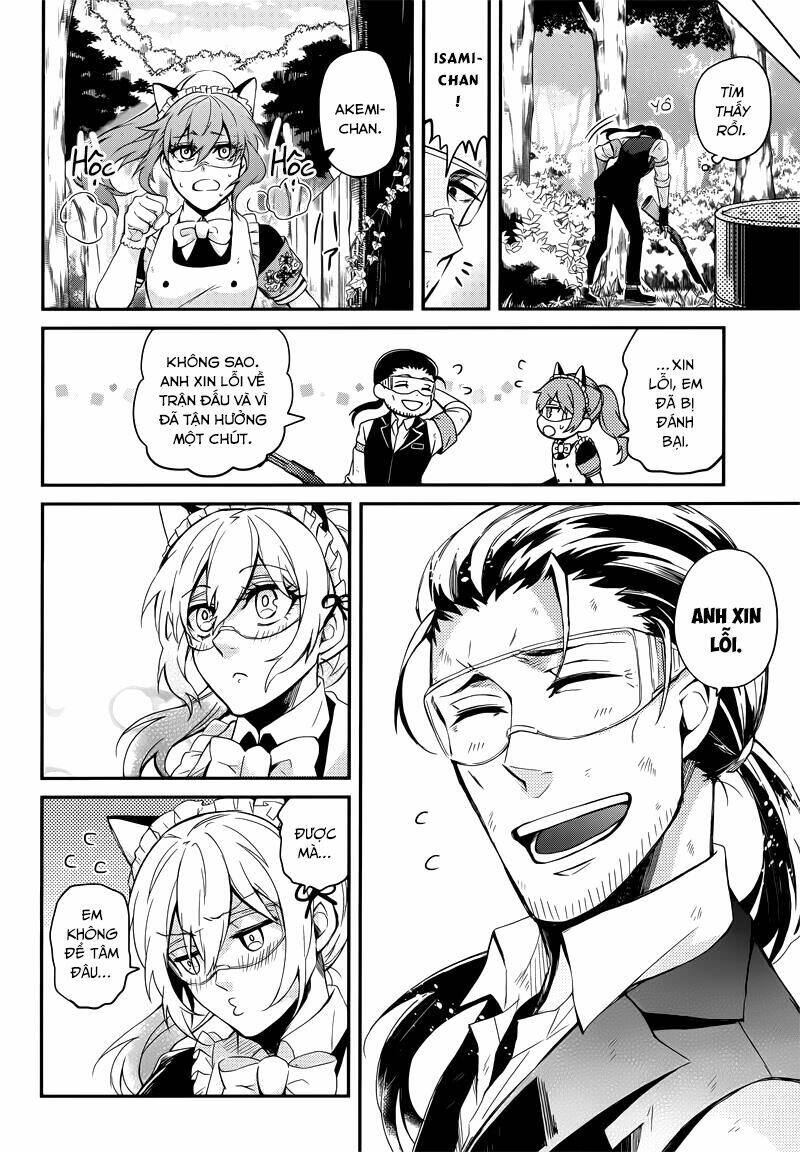 TÌM
THẤY
RỒI.
YÔ
ISAMI-
CHAN
!
AKEMI-
CHAN.
Hộc
Hộc
...XIN
LỖI, EM
ĐÃ BỊ
ĐÁNH
BẠI.
KHÔNG SAO.
ANH XIN LỖI VỀ
TRẬN ĐẤU VÀ VÌ
ĐÃ TẬN HƯỞNG
MỘT CHÚT.
ANH XIN
LỖI.
ĐƯỢC
MÀ...
EM
KHÔNG
ĐỂ TÂM
ĐÂU...